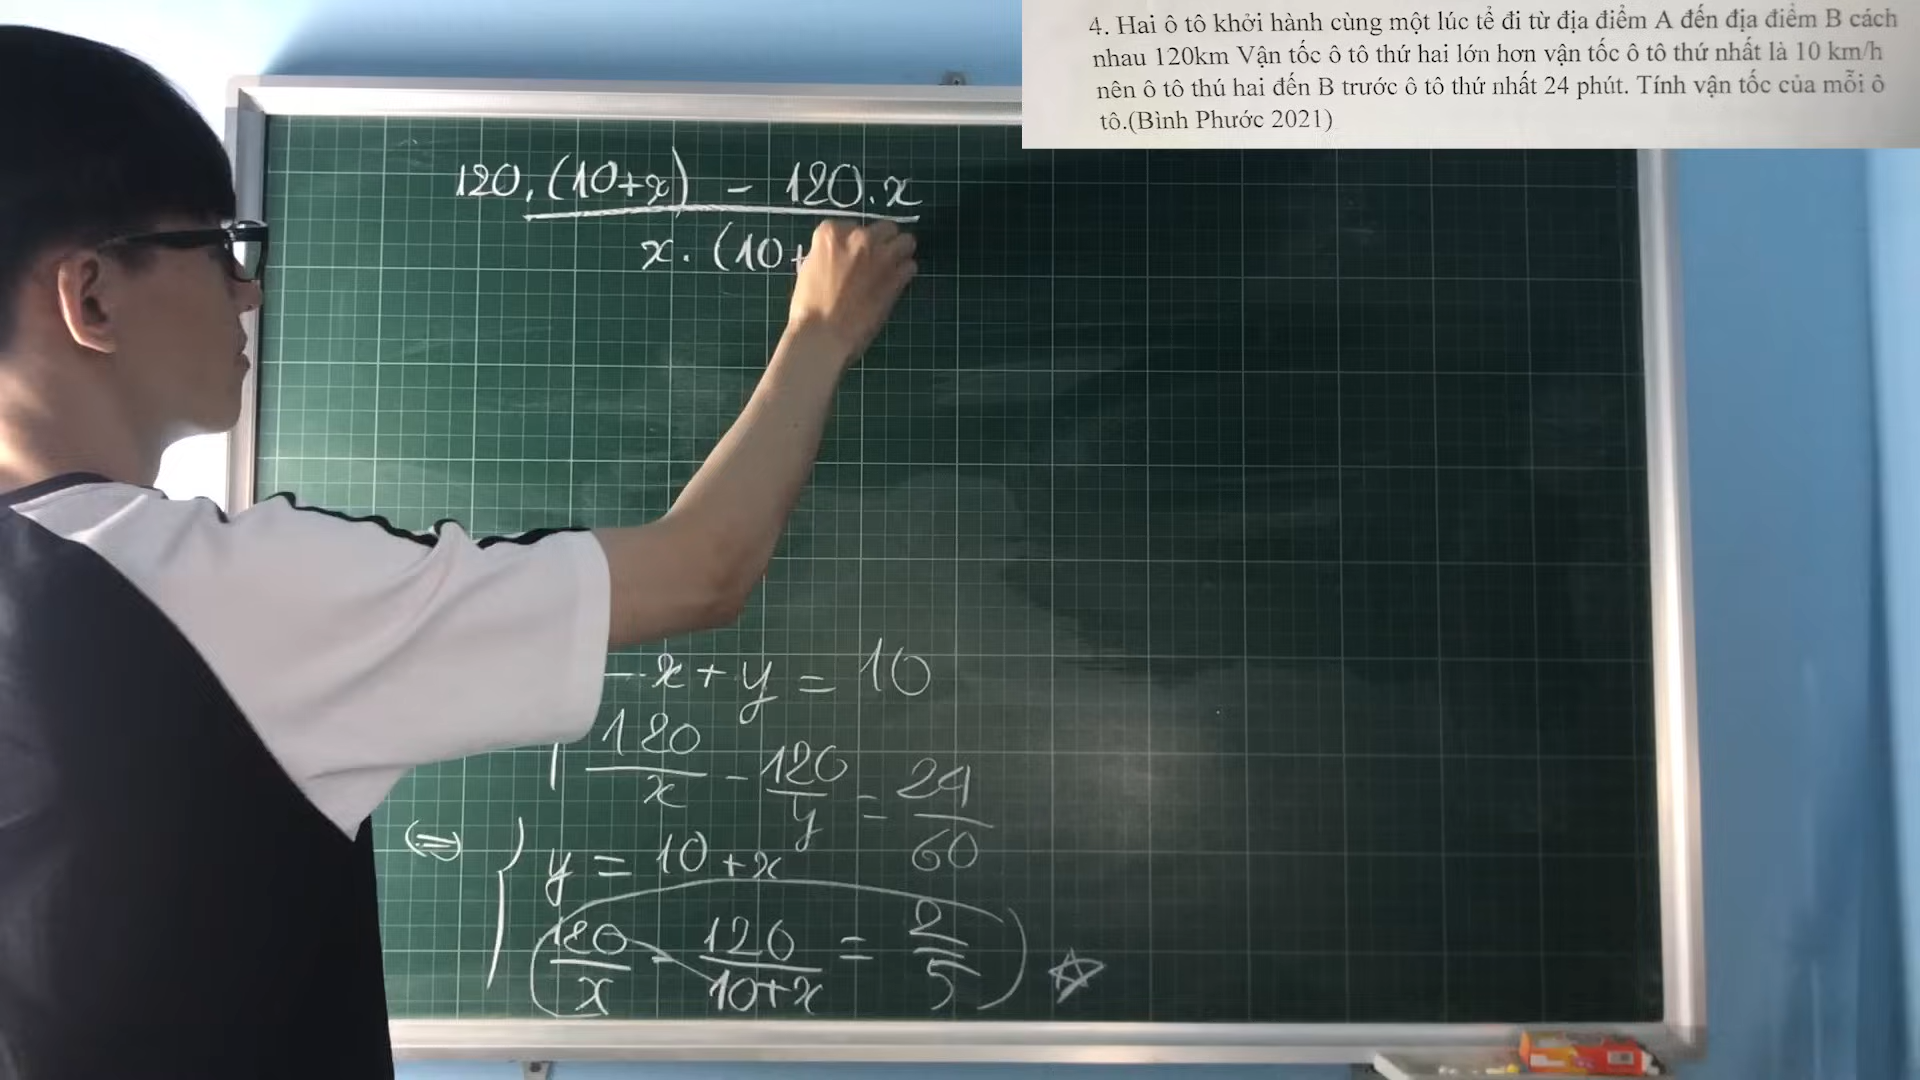 4. Hai ô tô khởi hành cùng một lúc tể đi từ địa điểm A đến địa điểm B cách
nhau 120km Vận tốc ô tô thứ hai lớn hơn vận tốc ô tô thứ nhất là 10 km/h
nên ô tô thú hai đến B trước ô tô thứ nhất 24 phút. Tính vận tốc của mỗi ô
tô.(Bình Phước 2021)
120.(10+x) - 120.x
x.(10+
-x+y=10
120/x - 120/y = 24/60
⇔ { y = 10+x
120/x - 120/10+x = 2/5 ☆